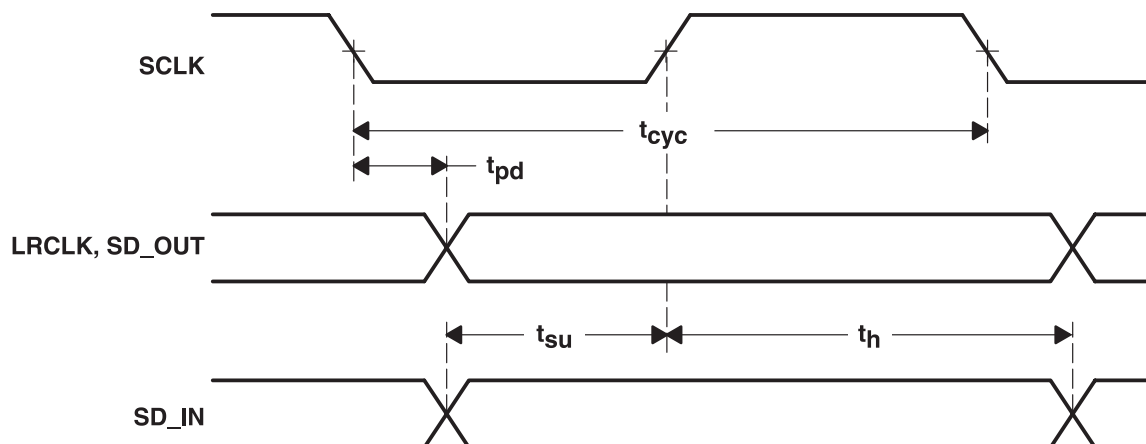 SCLK
tcyc
tpd
LRCLK, SD_OUT
tsu
th
SD_IN